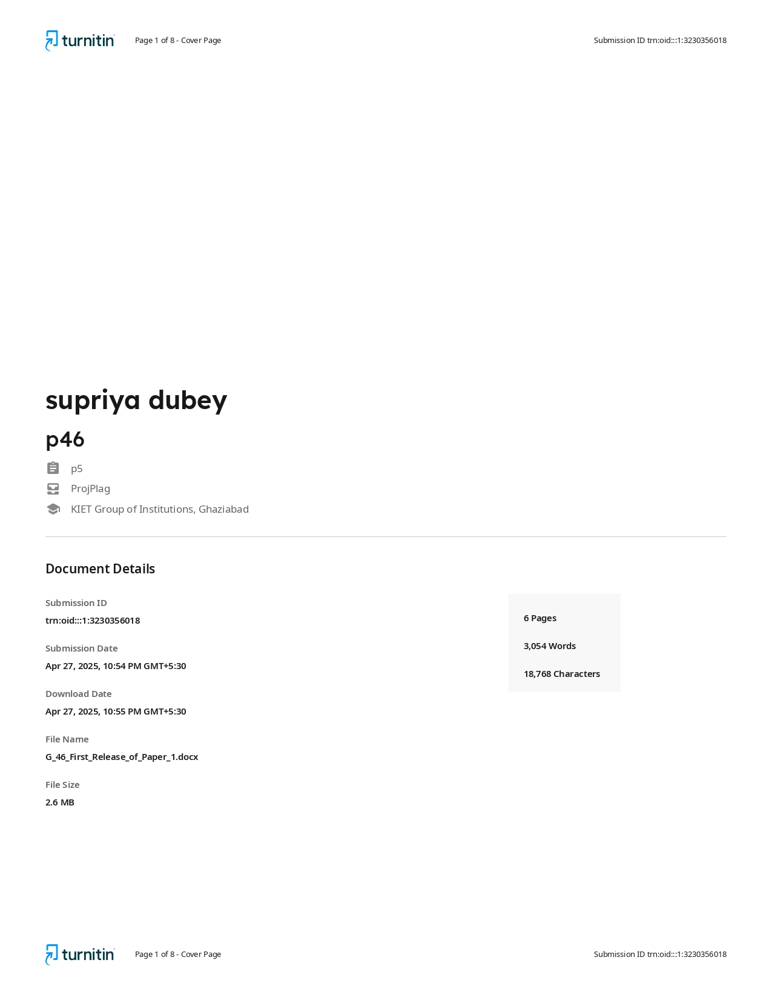 turnitin Page 1 of 8 - Cover Page Submission ID trn:oid:::1:3230356018
supriya dubey
p46
p5
ProjPlag
KIET Group of Institutions, Ghaziabad
Document Details
Submission ID
trn:oid:::1:3230356018
Submission Date
Apr 27, 2025, 10:54 PM GMT+5:30
Download Date
Apr 27, 2025, 10:55 PM GMT+5:30
File Name
G_46_First_Release_of_Paper_1.docx
File Size
2.6 MB
6 Pages
3,054 Words
18,768 Characters
turnitin Page 1 of 8 - Cover Page Submission ID trn:oid:::1:3230356018